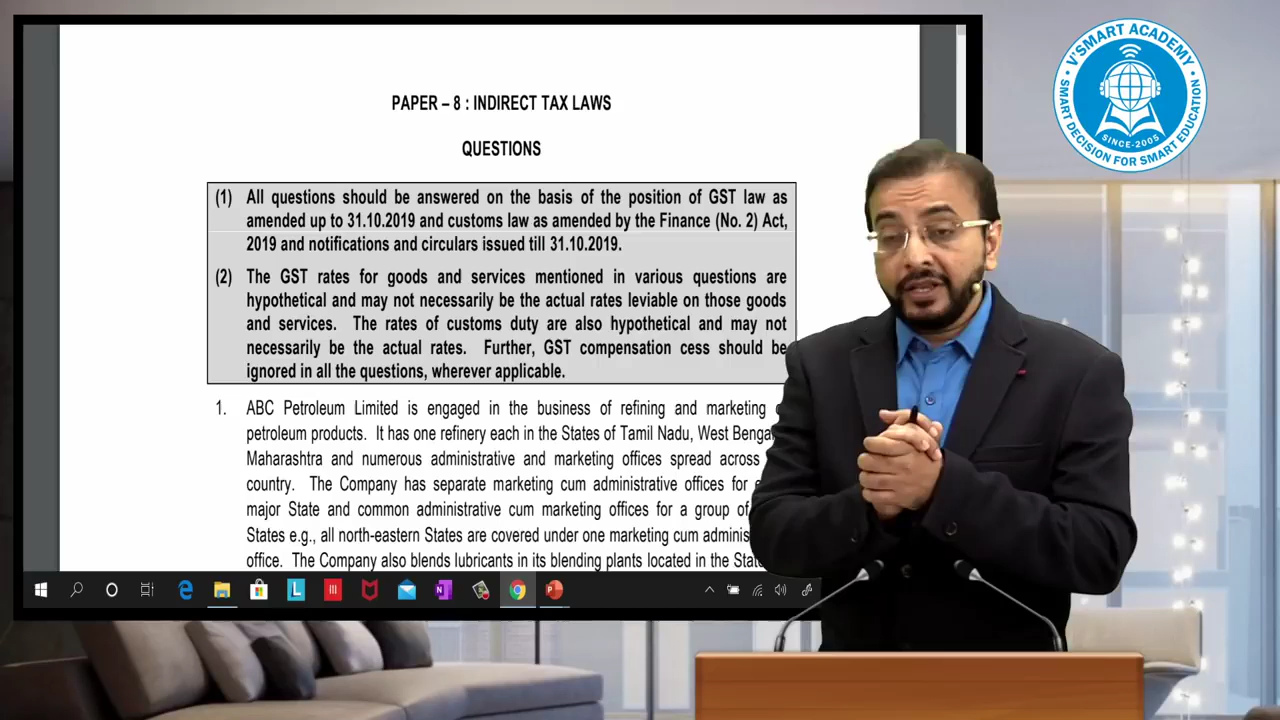 PAPER – 8 : INDIRECT TAX LAWS
QUESTIONS
(1) All questions should be answered on the basis of the position of GST law as
amended up to 31.10.2019 and customs law as amended by the Finance (No. 2) Act,
2019 and notifications and circulars issued till 31.10.2019.
(2) The GST rates for goods and services mentioned in various questions are
hypothetical and may not necessarily be the actual rates leviable on those goods
and services. The rates of customs duty are also hypothetical and may not
necessarily be the actual rates. Further, GST compensation cess should be
ignored in all the questions, wherever applicable.
1. ABC Petroleum Limited is engaged in the business of refining and marketing
petroleum products. It has one refinery each in the States of Tamil Nadu, West
Maharashtra and numerous administrative and marketing offices spread across
country. The Company has separate marketing cum administrative offices for
major State and common administrative cum marketing offices for a group of
States e.g., all north-eastern States are covered under one marketing cum
office. The Company also blends lubricants in its blending plants located in the
V'SMART ACADEMY
SMART DECISION FOR SMART EDUCATION
SINCE-2005